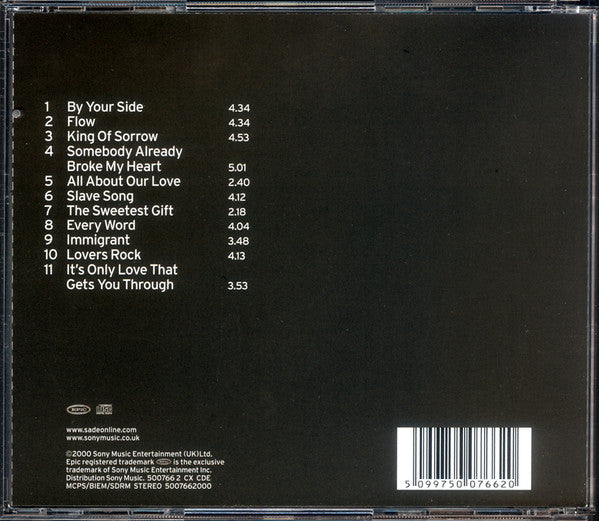 1 By Your Side 4.34
2 Flow 4.34
3 King Of Sorrow 4.53
4 Somebody Already
Broke My Heart 5.01
5 All About Our Love 2.40
6 Slave Song 4.12
7 The Sweetest Gift 2.18
8 Every Word 4.04
9 Immigrant 3.48
10 Lovers Rock 4.13
11 It's Only Love That
Gets You Through 3.53
EPIC
www.sadeonline.com
www.sonymusic.co.uk
©2000 Sony Music Entertainment (UK)Ltd.
Epic registered trademark EPIC is the exclusive
trademark of Sony Music Entertainment Inc.
Distribution Sony Music. 500766 2 CX CDE
MCPS/BIEM/SDRM STEREO 5007662000
5 099750 076620